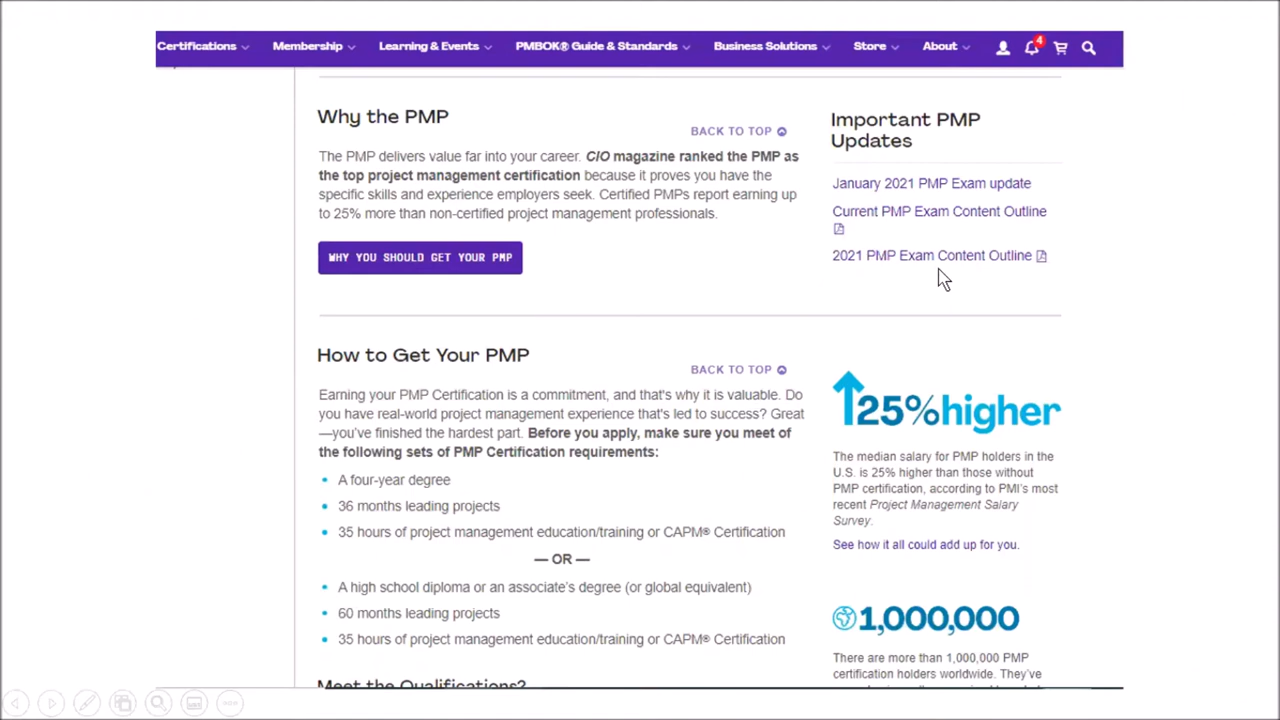 Certifications Membership Learning & Events PMBOK® Guide & Standards Business Solutions Store About 4
Why the PMP
BACK TO TOP
The PMP delivers value far into your career. CIO magazine ranked the PMP as
the top project management certification because it proves you have the
specific skills and experience employers seek. Certified PMPs report earning up
to 25% more than non-certified project management professionals.
WHY YOU SHOULD GET YOUR PMP
Important PMP
Updates
January 2021 PMP Exam update
Current PMP Exam Content Outline
2021 PMP Exam Content Outline
How to Get Your PMP
BACK TO TOP
Earning your PMP Certification is a commitment, and that's why it is valuable. Do
you have real-world project management experience that's led to success? Great
—you've finished the hardest part. Before you apply, make sure you meet of
the following sets of PMP Certification requirements:
A four-year degree
36 months leading projects
35 hours of project management education/training or CAPM® Certification
— OR —
A high school diploma or an associate's degree (or global equivalent)
60 months leading projects
35 hours of project management education/training or CAPM® Certification
Meet the Qualifications?
25% higher
The median salary for PMP holders in the
U.S. is 25% higher than those without
PMP certification, according to PMI's most
recent Project Management Salary
Survey.
See how it all could add up for you.
1,000,000
There are more than 1,000,000 PMP
certification holders worldwide. They've